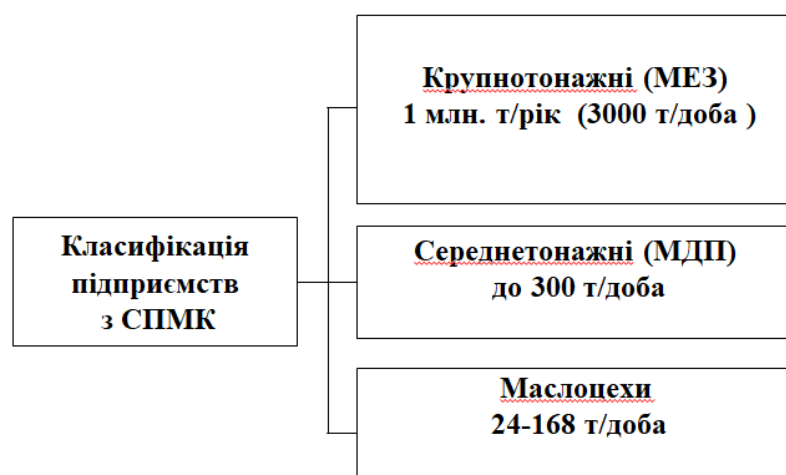 Крупнотонажні (МЕЗ)
1 млн. т/рік (3000 т/доба )
Класифікація
підприємств
з СПМК
Середнетонажні (МДП)
до 300 т/доба
Маслоцехи
24-168 т/доба